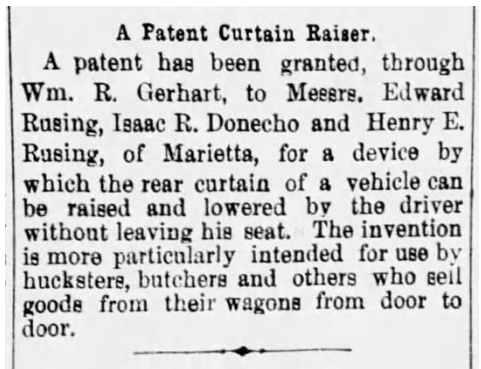 A Patent Curtain Raiser.
A patent has been granted, through
Wm. R. Gerhart, to Messrs. Edward
Rusing, Isaac R. Donecho and Henry E.
Rusing, of Marietta, for a device by
which the rear curtain of a vehicle can
be raised and lowered by the driver
without leaving his seat. The invention
is more particularly intended for use by
hucksters, butchers and others who sell
goods from their wagons from door to
door.